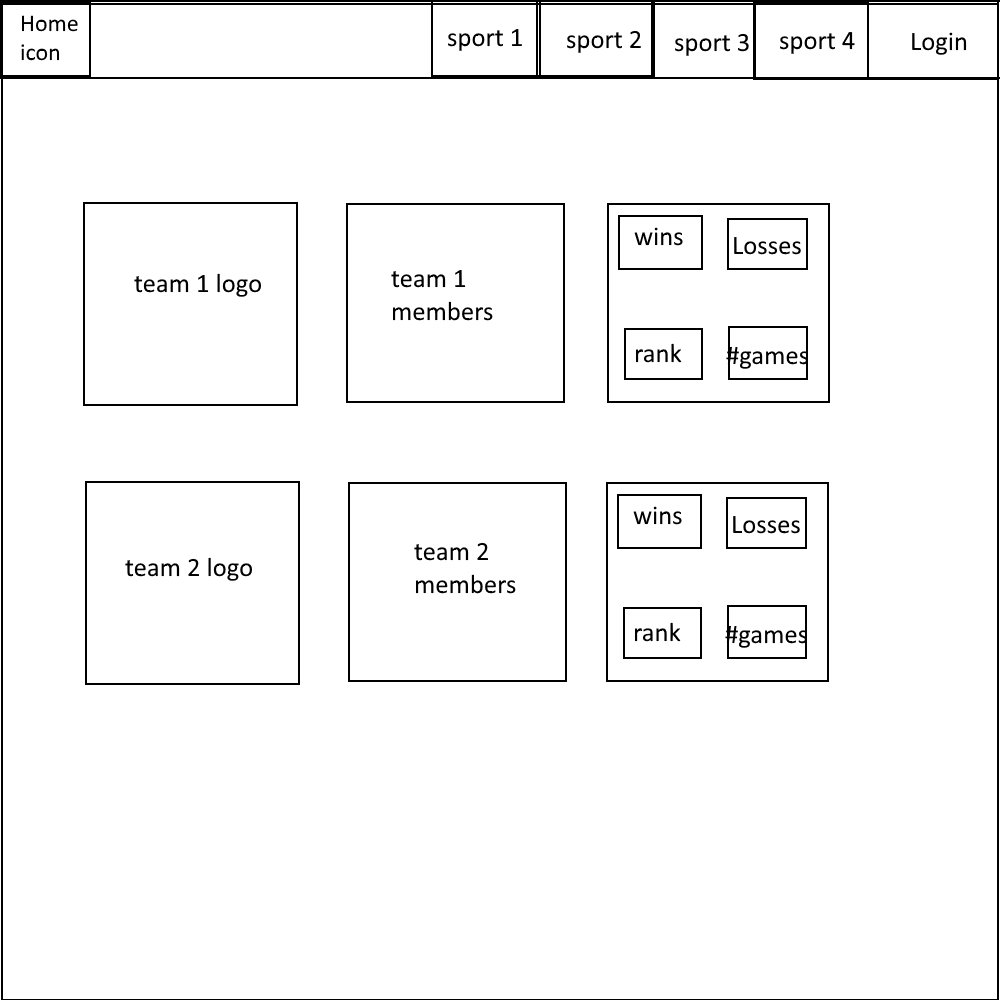 Home
icon
sport 1
sport 2
sport 3
sport 4
Login
team 1 logo
team 1
members
wins
Losses
rank
#games
team 2 logo
team 2
members
wins
Losses
rank
#games